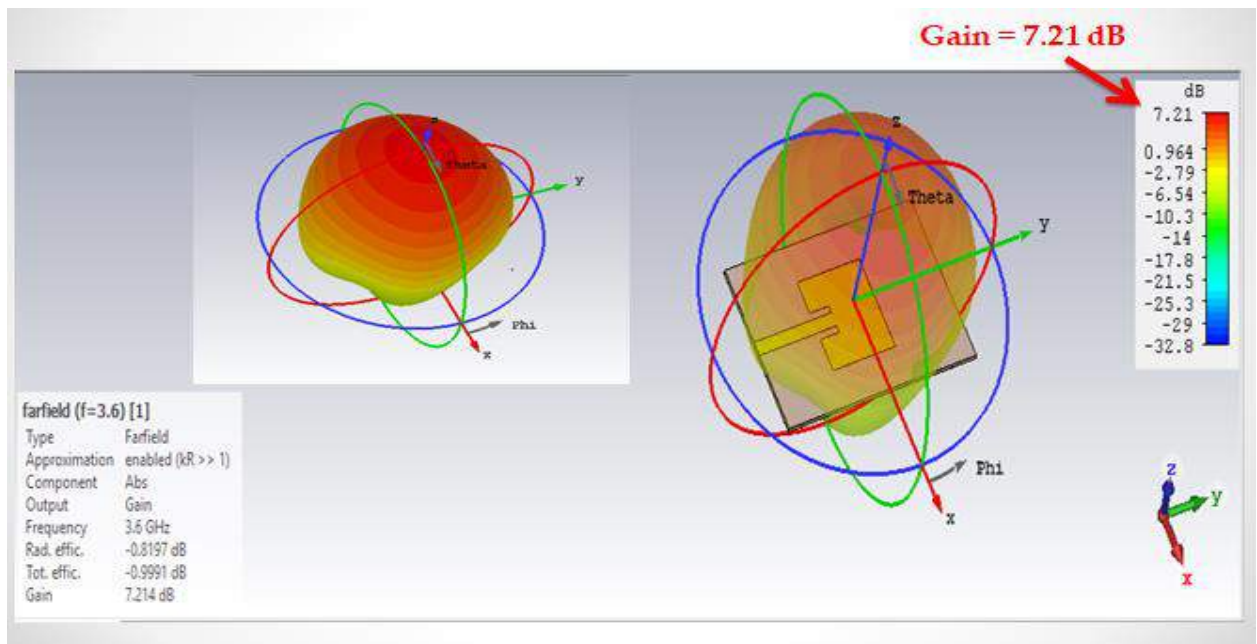 Gain = 7.21 dB
dB
7.21
0.964
-2.79
-6.54
-10.3
-14
-17.8
-21.5
-25.3
-29
-32.8
Theta
y
Phi
x
z
Theta
y
Phi
x
farfield (f=3.6) [1]
Type Farfield
Approximation enabled (kR >> 1)
Component Abs
Output Gain
Frequency 3.6 GHz
Rad. effic. -0.8197 dB
Tot. effic. -0.9991 dB
Gain 7.214 dB
z
y
x